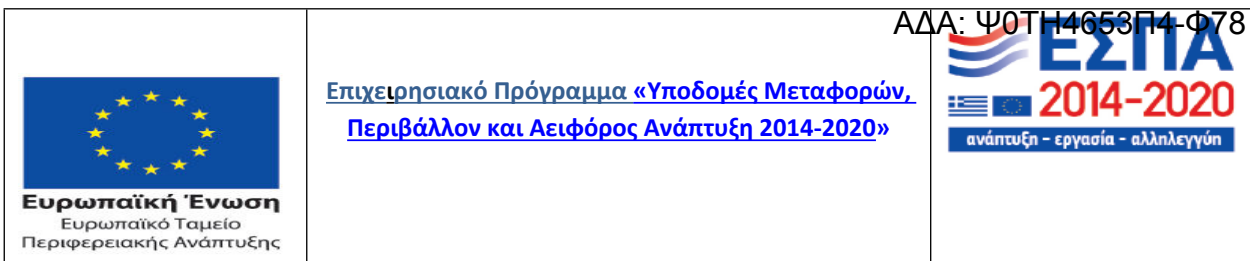 ΑΔΑ: Ψ0ΤΗ4653Π4-Φ78
Ευρωπαϊκή Ένωση
Ευρωπαϊκό Ταμείο
Περιφερειακής Ανάπτυξης
Επιχειρησιακό Πρόγραμμα «Υποδομές Μεταφορών,
Περιβάλλον και Αειφόρος Ανάπτυξη 2014-2020»
ΕΣΠΑ
2014-2020
ανάπτυξη - εργασία - αλληλεγγύη